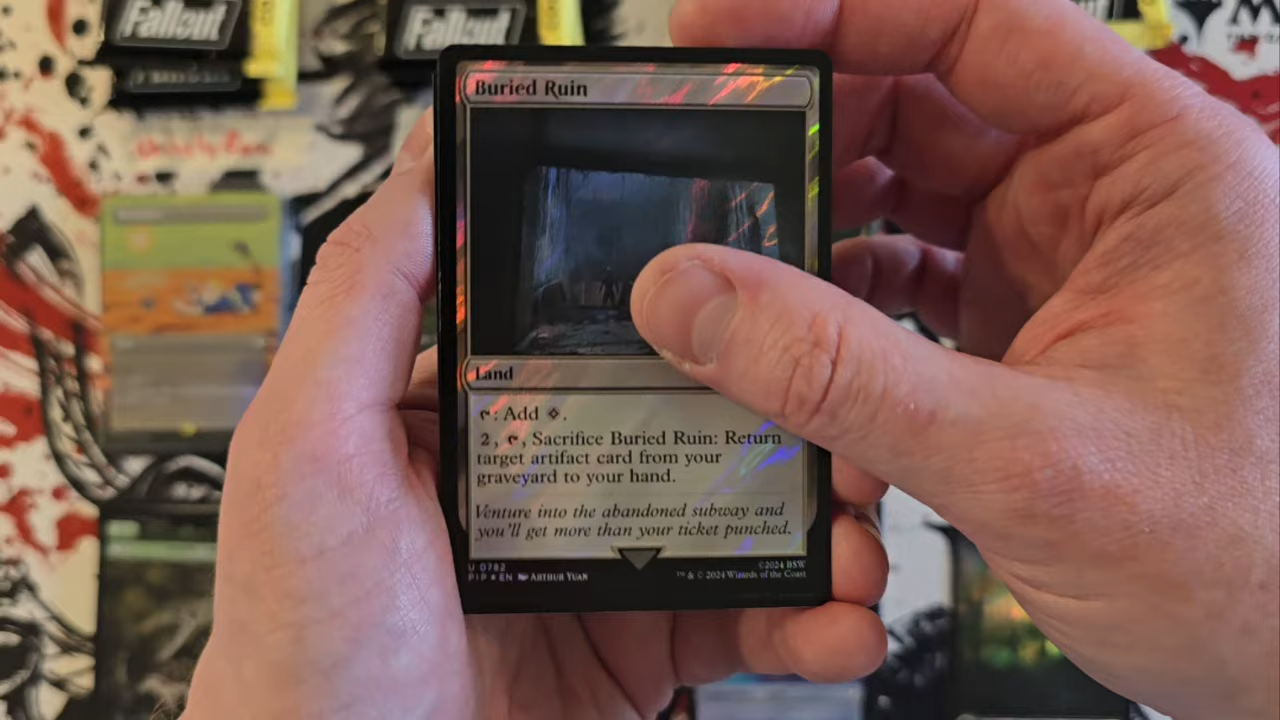 Fallout
Fallout
Buried Ruin
Land
: Add .
2, , Sacrifice Buried Ruin: Return
target artifact card from your
graveyard to your hand.
Venture into the abandoned subway and
you'll get more than your ticket punched.
U 0782
PIP ★ EN Arthur Yuan
©2024 BSW
™ & © 2024 Wizards of the Coast